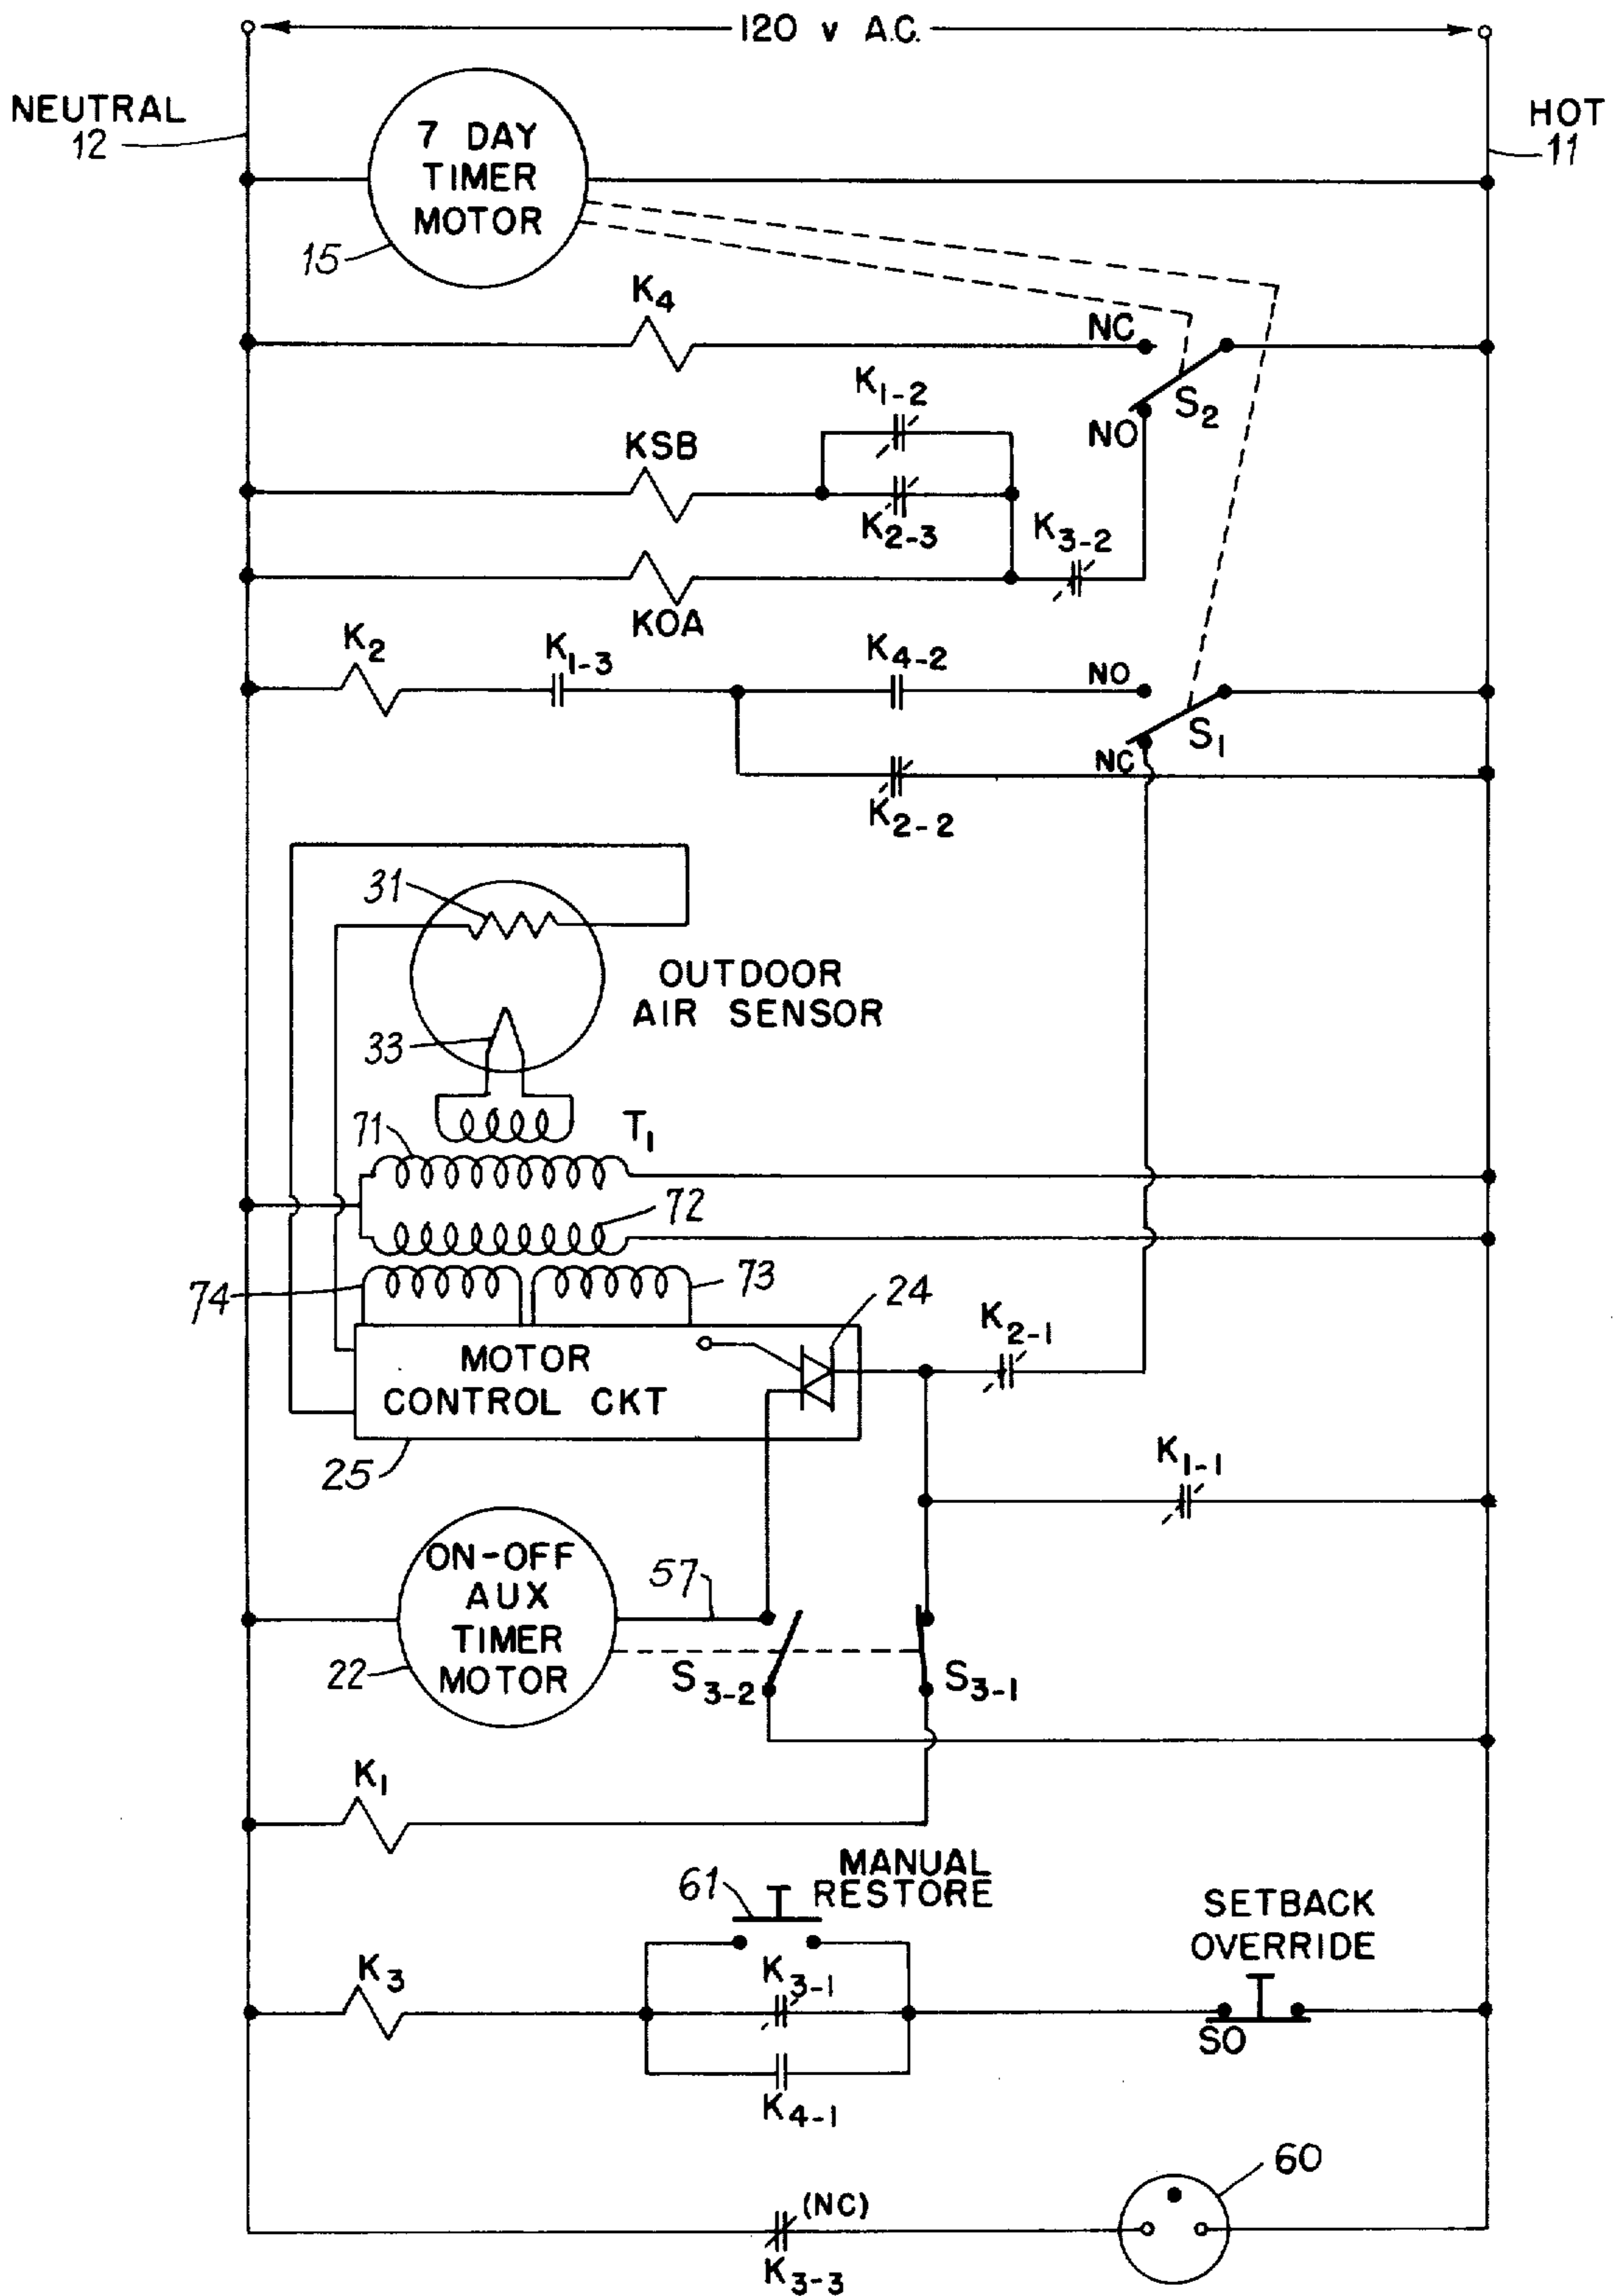 120 v A.C.
NEUTRAL
12
HOT
11
7 DAY
TIMER
MOTOR
15
K4
NC
S2
NO
K1-2
KSB
K2-3
K3-2
KOA
K2
K1-3
K4-2
NO
S1
NC
K2-2
31
OUTDOOR
AIR SENSOR
33
T1
71
72
74
73
24
K2-1
MOTOR
CONTROL CKT
25
K1-1
ON-OFF
AUX
TIMER
MOTOR
57
22
S3-2
S3-1
K1
MANUAL
RESTORE
61
SETBACK
OVERRIDE
K3
K3-1
SO
K4-1
60
(NC)
K3-3